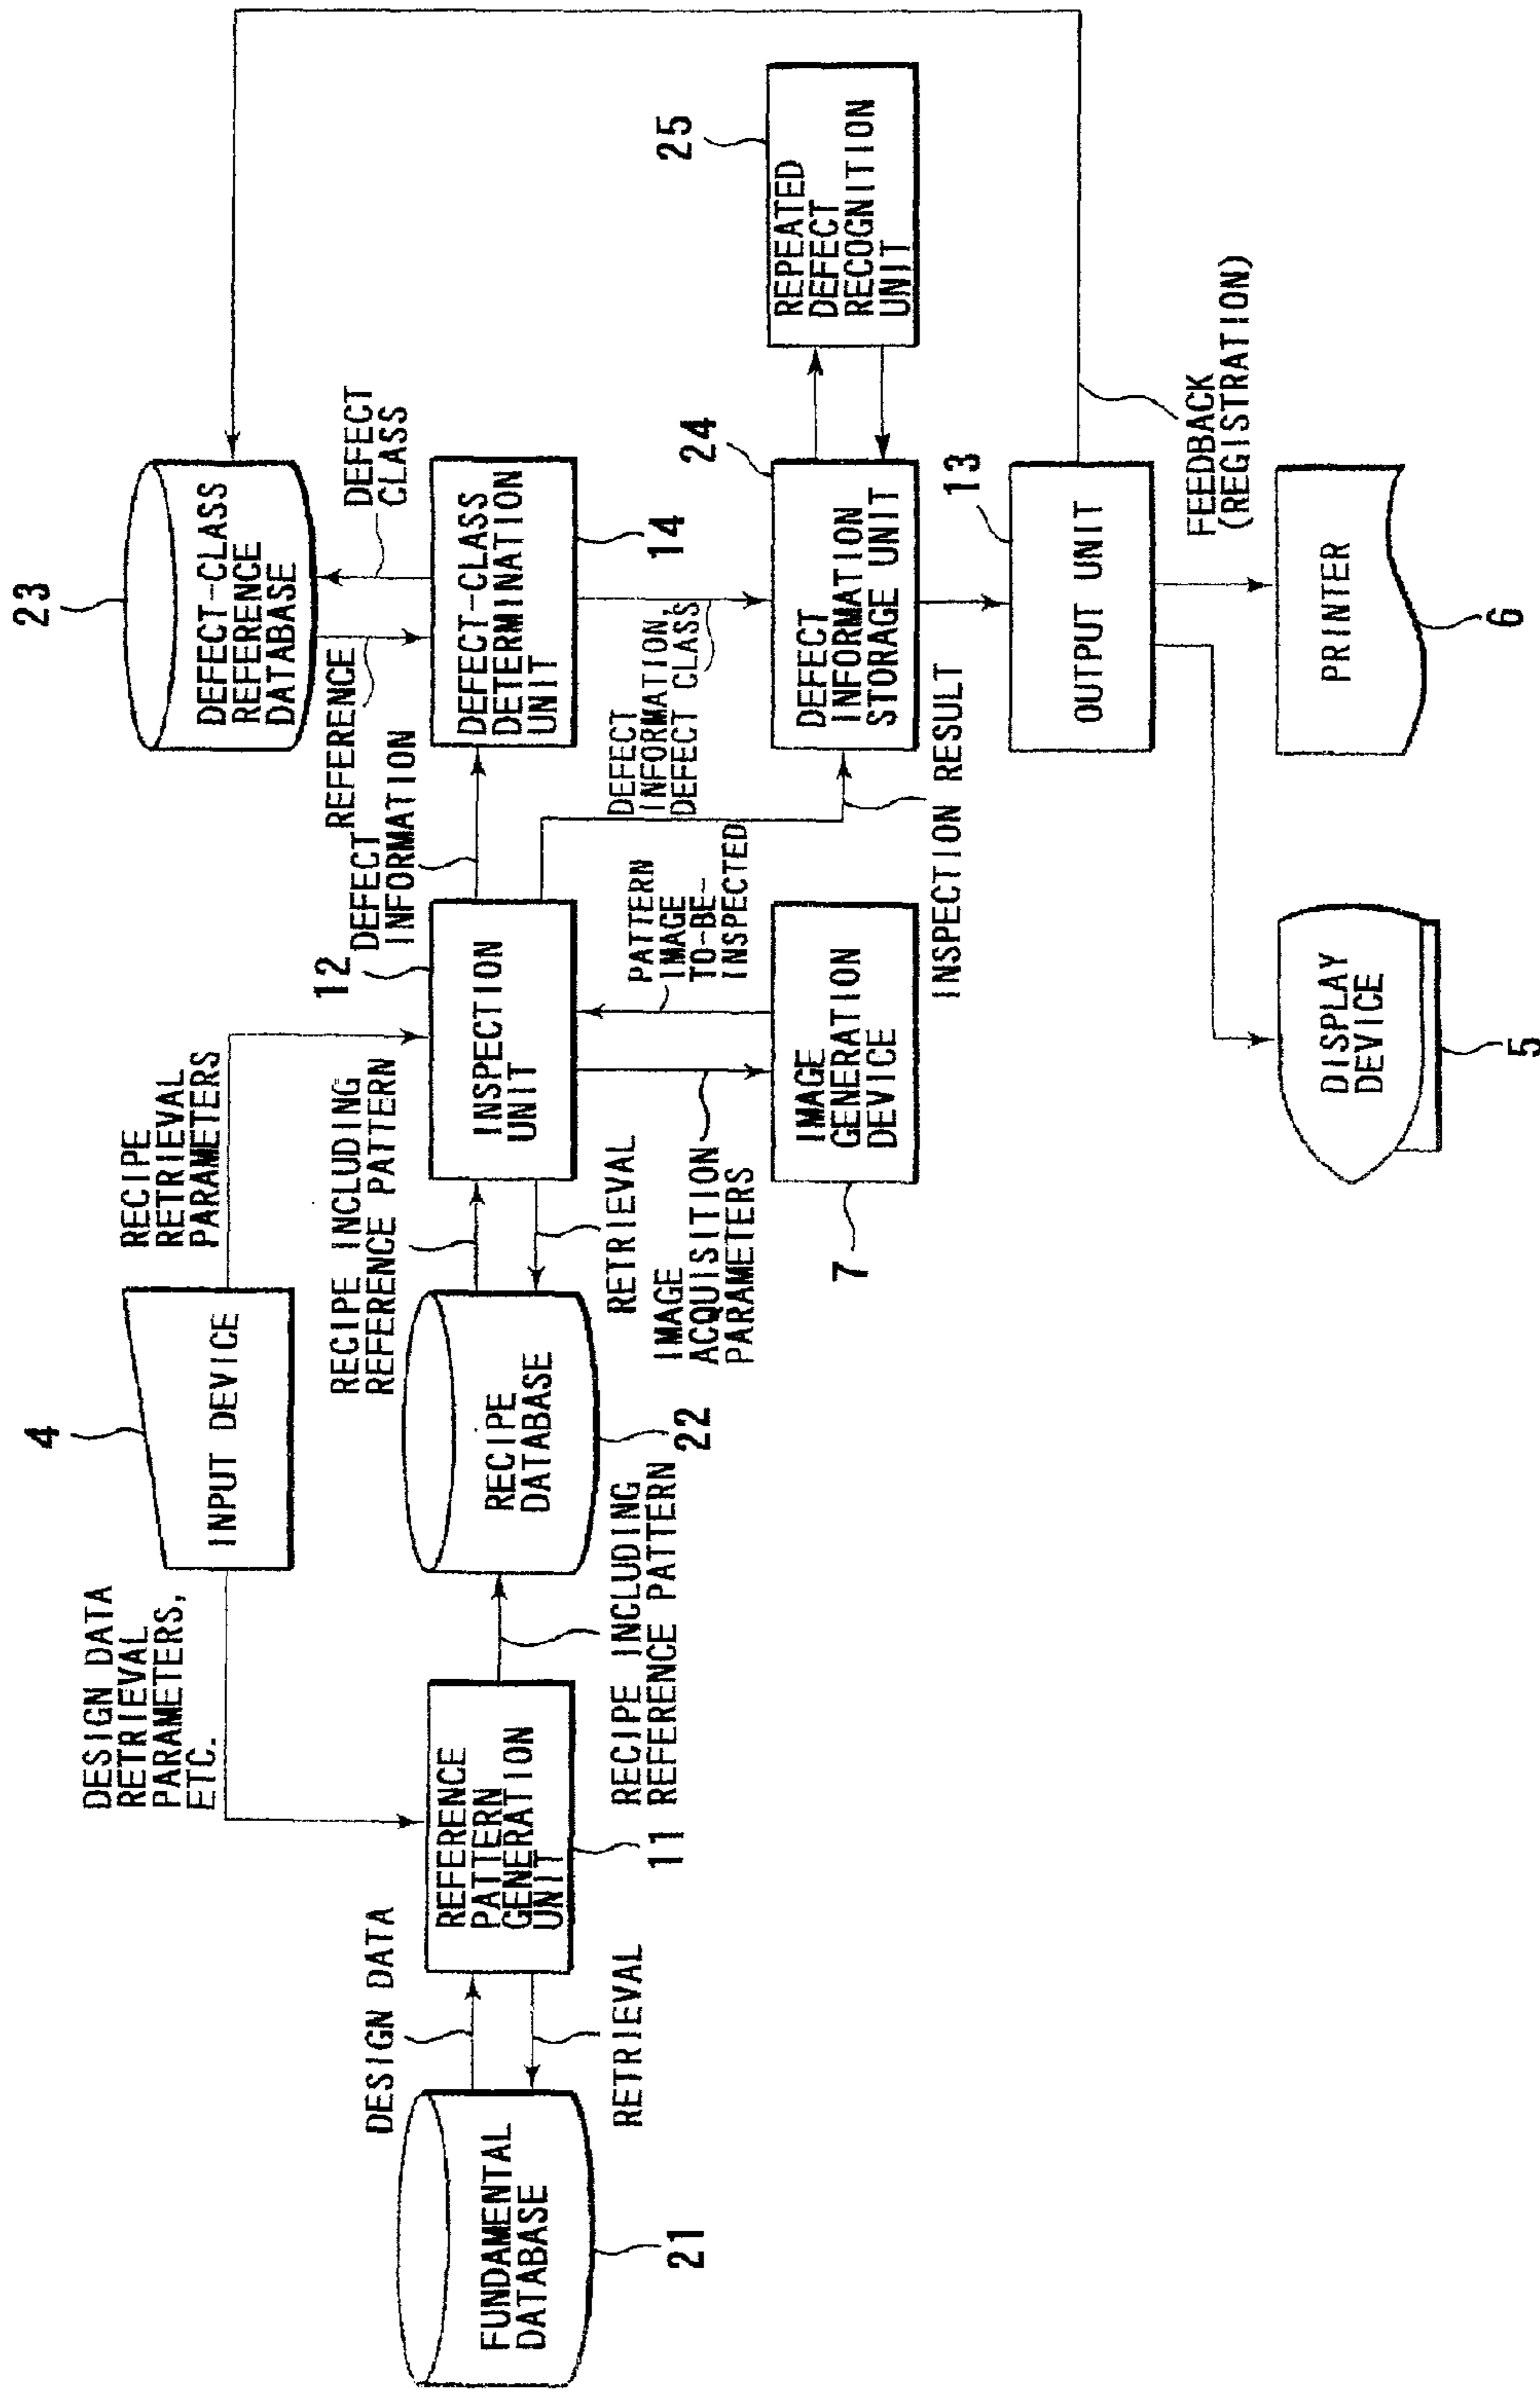 DESIGN DATA
RETRIEVAL
PARAMETERS,
ETC.
4
INPUT DEVICE
RECIPE
RETRIEVAL
PARAMETERS
23
DEFECT-CLASS
REFERENCE
DATABASE
FUNDAMENTAL
DATABASE
21
DESIGN DATA
RETRIEVAL
REFERENCE
PATTERN
GENERATION
UNIT
11
RECIPE INCLUDING
REFERENCE PATTERN
RECIPE
DATABASE
22
RECIPE INCLUDING
REFERENCE PATTERN
RETRIEVAL
12
INSPECTION
UNIT
DEFECT
INFORMATION
REFERENCE
DEFECT
CLASS
DEFECT-CLASS
DETERMINATION
UNIT
14
IMAGE
ACQUISITION
PARAMETERS
PATTERN
IMAGE
TO-BE-
INSPECTED
DEFECT
INFORMATION,
DEFECT CLASS
7
IMAGE
GENERATION
DEVICE
INSPECTION RESULT
24
DEFECT
INFORMATION
STORAGE UNIT
25
REPEATED
DEFECT
RECOGNITION
UNIT
13
OUTPUT UNIT
FEEDBACK
(REGISTRATION)
DISPLAY
DEVICE
5
PRINTER
6